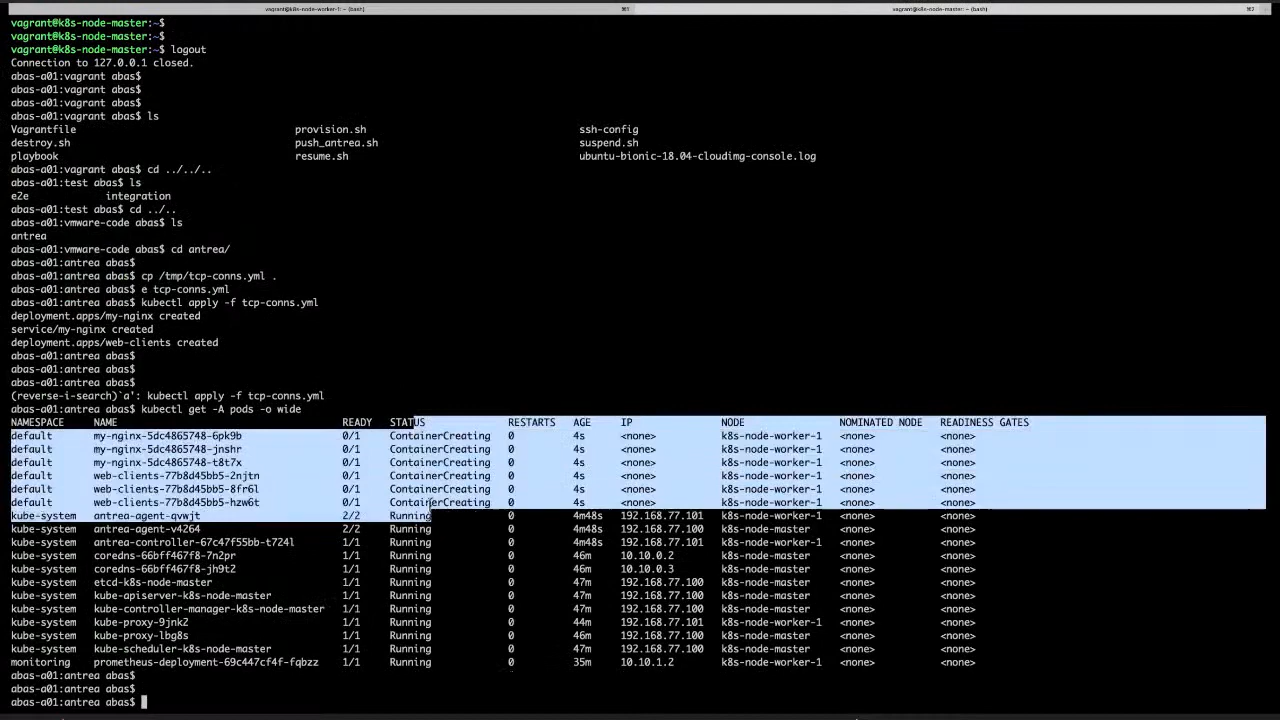 vagrant@k8s-node-worker-1: ~ (bash) ⌘1 vagrant@k8s-node-master: ~ (bash) ⌘2
vagrant@k8s-node-master:~$
vagrant@k8s-node-master:~$
vagrant@k8s-node-master:~$ logout
Connection to 127.0.0.1 closed.
abas-a01:vagrant abas$
abas-a01:vagrant abas$
abas-a01:vagrant abas$
abas-a01:vagrant abas$ ls
Vagrantfile provision.sh ssh-config
destroy.sh push_antrea.sh suspend.sh
playbook resume.sh ubuntu-bionic-18.04-cloudimg-console.log
abas-a01:vagrant abas$ cd ../../..
abas-a01:test abas$ ls
e2e integration
abas-a01:test abas$ cd ../..
abas-a01:vmware-code abas$ ls
antrea
abas-a01:vmware-code abas$ cd antrea/
abas-a01:antrea abas$
abas-a01:antrea abas$ cp /tmp/tcp-conns.yml .
abas-a01:antrea abas$ e tcp-conns.yml
abas-a01:antrea abas$ kubectl apply -f tcp-conns.yml
deployment.apps/my-nginx created
service/my-nginx created
deployment.apps/web-clients created
abas-a01:antrea abas$
abas-a01:antrea abas$
abas-a01:antrea abas$
(reverse-i-search)`a': kubectl apply -f tcp-conns.yml
abas-a01:antrea abas$ kubectl get -A pods -o wide
NAMESPACE NAME READY STATUS RESTARTS AGE IP NODE NOMINATED NODE READINESS GATES
default my-nginx-5dc4865748-6pk9b 0/1 ContainerCreating 0 4s <none> k8s-node-worker-1 <none> <none>
default my-nginx-5dc4865748-jnshr 0/1 ContainerCreating 0 4s <none> k8s-node-worker-1 <none> <none>
default my-nginx-5dc4865748-t8t7x 0/1 ContainerCreating 0 4s <none> k8s-node-worker-1 <none> <none>
default web-clients-77b8d45bb5-2njtn 0/1 ContainerCreating 0 4s <none> k8s-node-worker-1 <none> <none>
default web-clients-77b8d45bb5-8fr6l 0/1 ContainerCreating 0 4s <none> k8s-node-worker-1 <none> <none>
default web-clients-77b8d45bb5-hzw6t 0/1 ContainerCreating 0 4s <none> k8s-node-worker-1 <none> <none>
kube-system antrea-agent-qvwjt 2/2 Running 0 4m48s 192.168.77.101 k8s-node-worker-1 <none> <none>
kube-system antrea-agent-v4264 2/2 Running 0 4m48s 192.168.77.100 k8s-node-master <none> <none>
kube-system antrea-controller-67c47f55bb-t724l 1/1 Running 0 4m48s 192.168.77.101 k8s-node-worker-1 <none> <none>
kube-system coredns-66bff467f8-7n2pr 1/1 Running 0 46m 10.10.0.2 k8s-node-master <none> <none>
kube-system coredns-66bff467f8-jh9t2 1/1 Running 0 46m 10.10.0.3 k8s-node-master <none> <none>
kube-system etcd-k8s-node-master 1/1 Running 0 47m 192.168.77.100 k8s-node-master <none> <none>
kube-system kube-apiserver-k8s-node-master 1/1 Running 0 47m 192.168.77.100 k8s-node-master <none> <none>
kube-system kube-controller-manager-k8s-node-master 1/1 Running 0 47m 192.168.77.100 k8s-node-master <none> <none>
kube-system kube-proxy-9jnk2 1/1 Running 0 44m 192.168.77.101 k8s-node-worker-1 <none> <none>
kube-system kube-proxy-lbg8s 1/1 Running 0 46m 192.168.77.100 k8s-node-master <none> <none>
kube-system kube-scheduler-k8s-node-master 1/1 Running 0 47m 192.168.77.100 k8s-node-master <none> <none>
monitoring prometheus-deployment-69c447cf4f-fqbzz 1/1 Running 0 35m 10.10.1.2 k8s-node-worker-1 <none> <none>
abas-a01:antrea abas$
abas-a01:antrea abas$
abas-a01:antrea abas$